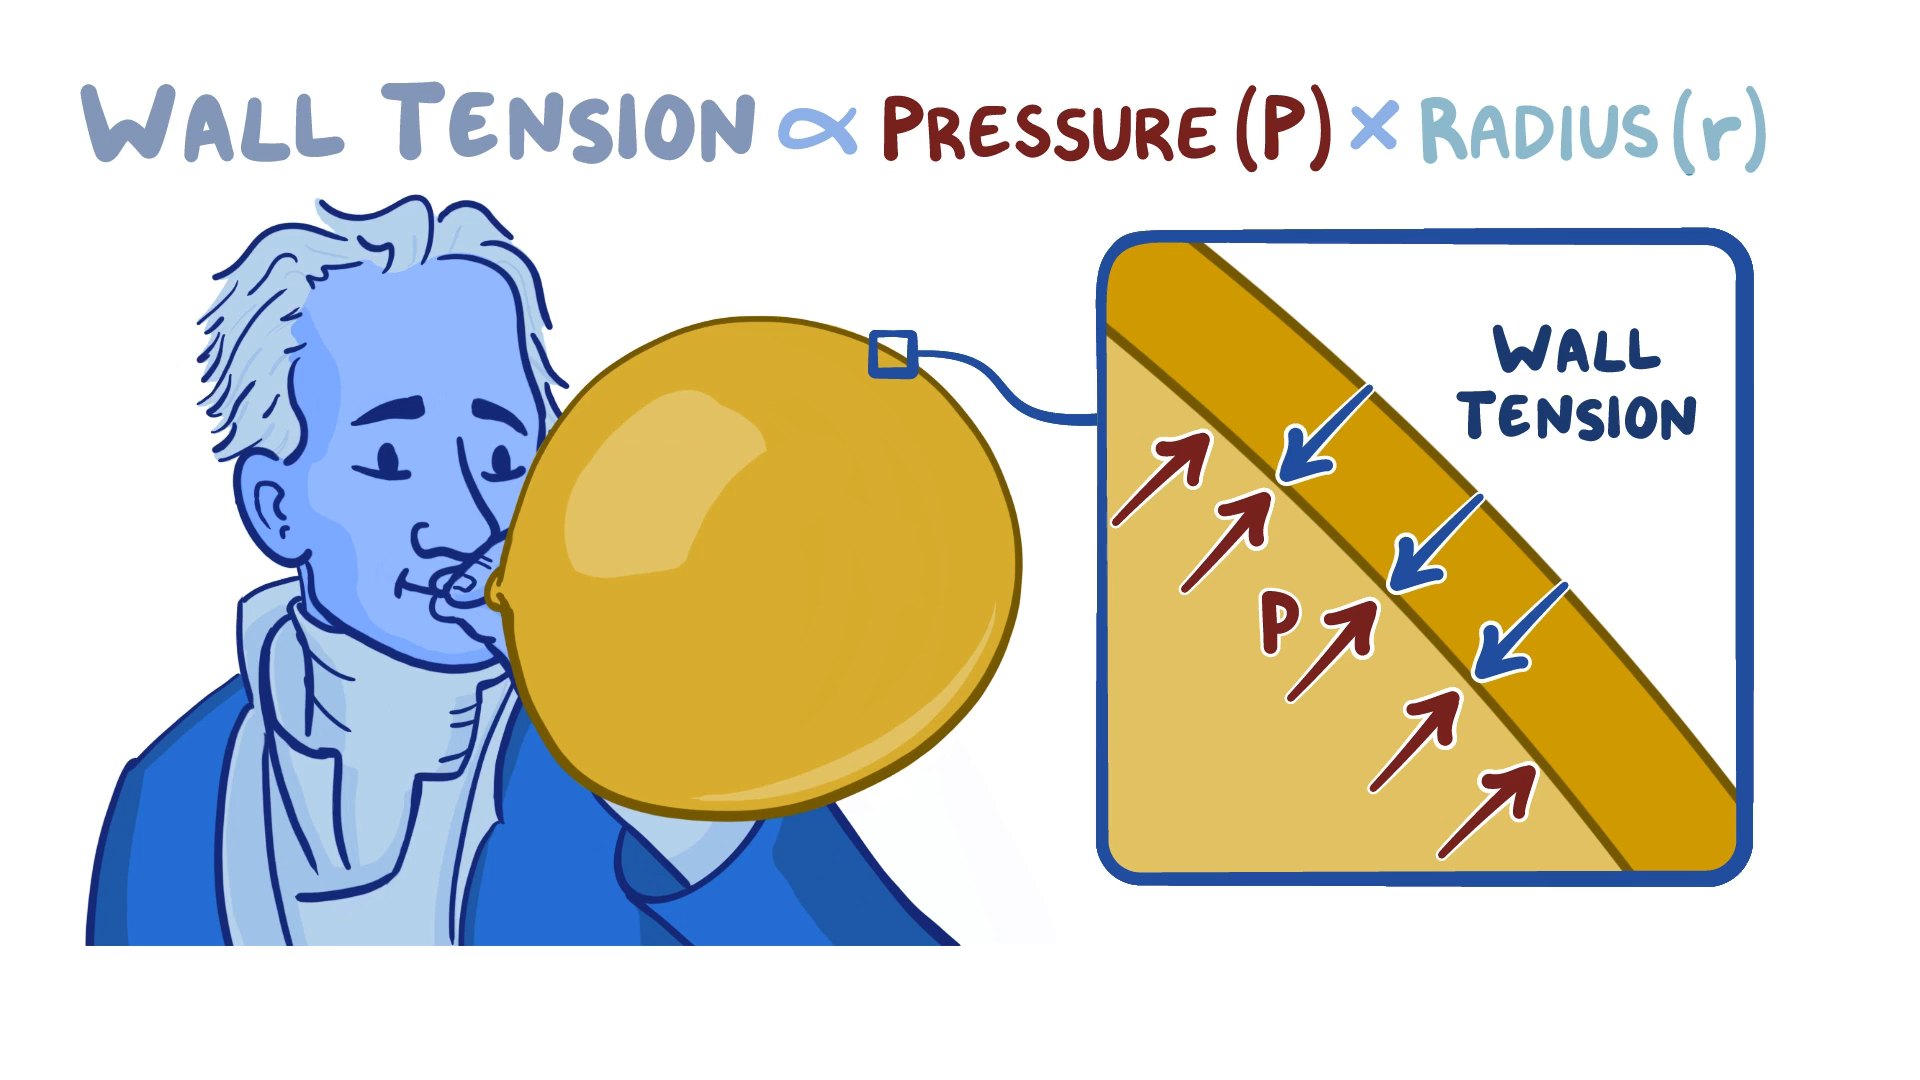 WALL TENSION ∝ PRESSURE (P) × RADIUS (r)
WALL
TENSION
P